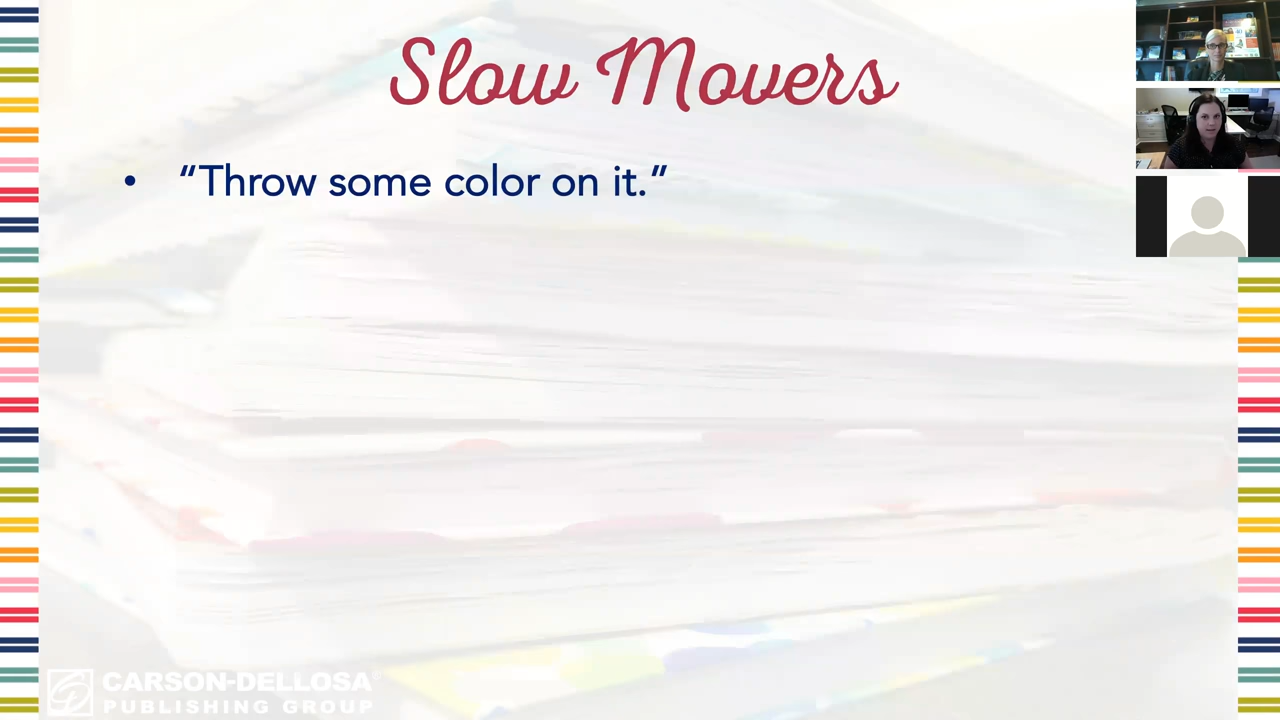 Slow Movers
• “Throw some color on it.”
CARSON-DELLOSA
PUBLISHING GROUP